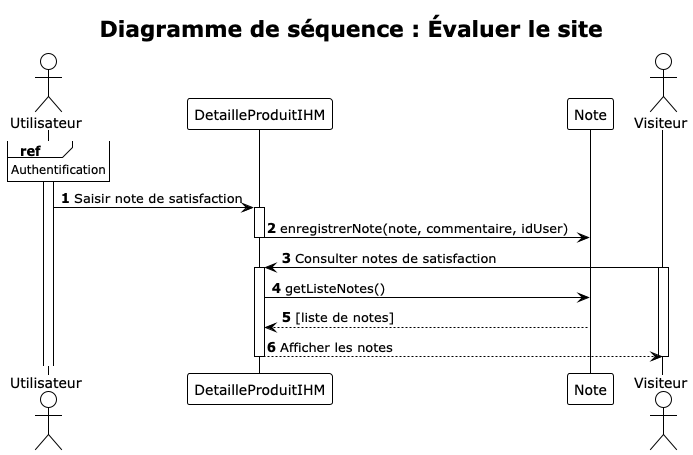 Diagramme de séquence : Évaluer le site
Utilisateur
DetailleProduitIHM
Note
Visiteur
ref
Authentification
1 Saisir note de satisfaction
2 enregistrerNote(note, commentaire, idUser)
3 Consulter notes de satisfaction
4 getListeNotes()
5 [liste de notes]
6 Afficher les notes
Utilisateur
DetailleProduitIHM
Note
Visiteur